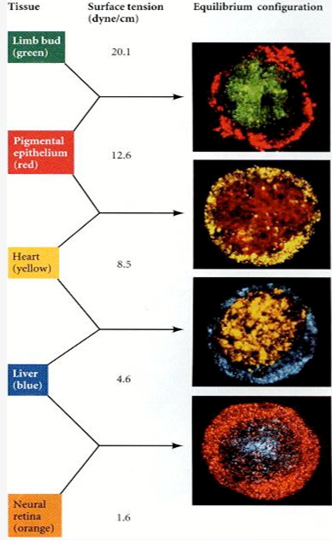 Tissue Surface tension Equilibrium configuration
(dyne/cm)
Limb bud
(green)
20.1
Pigmental
epithelium
(red)
12.6
Heart
(yellow)
8.5
Liver
(blue)
4.6
Neural
retina
(orange)
1.6